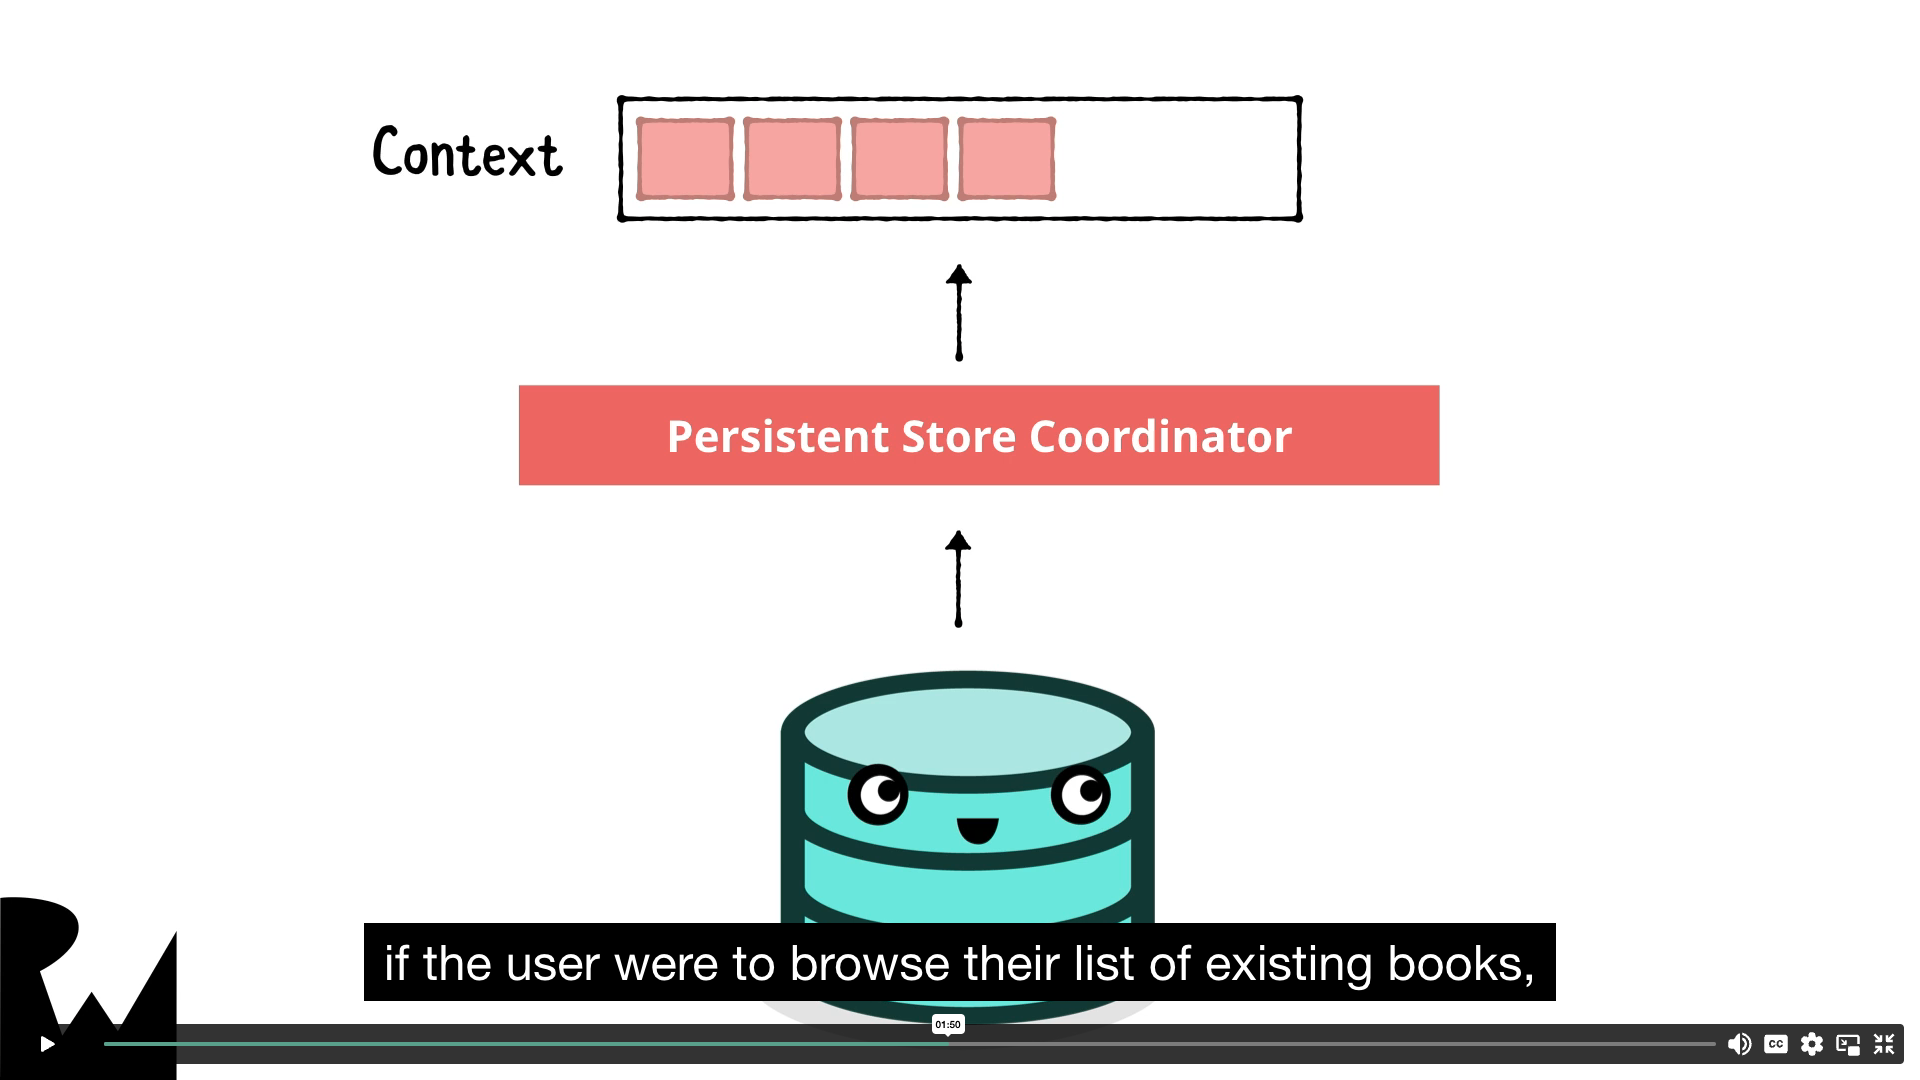 Context
Persistent Store Coordinator
if the user were to browse their list of existing books,
01:50
CC